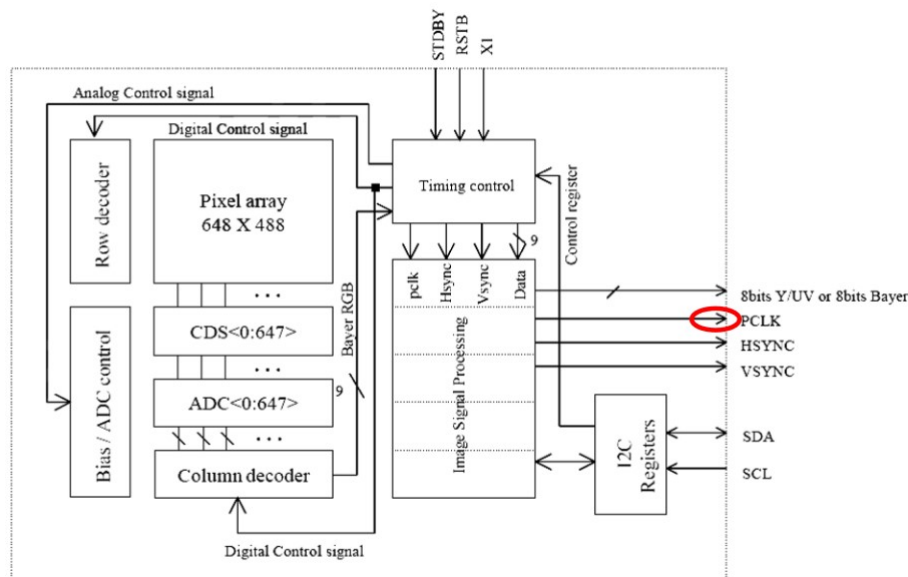 STDBY
RSTB
X1
Analog Control signal
Digital Control signal
Row decoder
Pixel array
648 X 488
Timing control
Control register
9
pclk
Hsync
Vsync
Data
8bits Y/UV or 8bits Bayer
PCLK
HSYNC
VSYNC
CDS<0:647>
Bayer RGB
9
ADC<0:647>
Bias / ADC control
Image Signal Processing
I2C
Registers
SDA
SCL
Column decoder
Digital Control signal